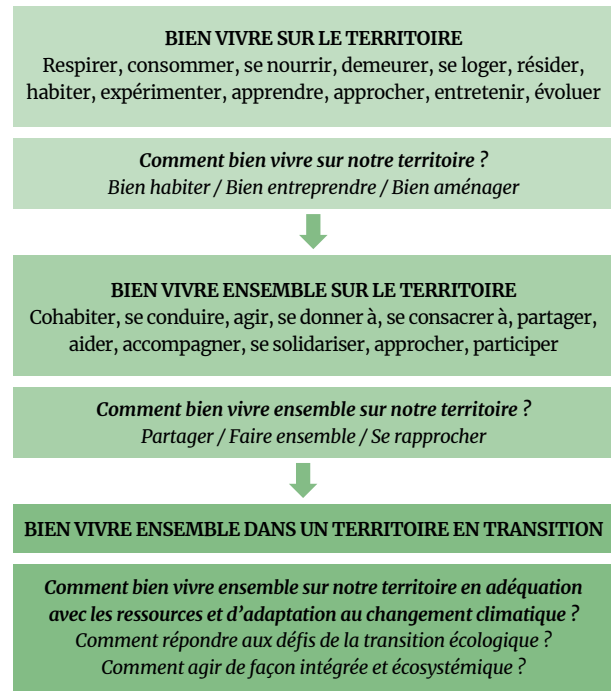 BIEN VIVRE SUR LE TERRITOIRE
Respirer, consommer, se nourrir, demeurer, se loger, résider,
habiter, expérimenter, apprendre, approcher, entretenir, évoluer
Comment bien vivre sur notre territoire ?
Bien habiter / Bien entreprendre / Bien aménager
BIEN VIVRE ENSEMBLE SUR LE TERRITOIRE
Cohabiter, se conduire, agir, se donner à, se consacrer à, partager,
aider, accompagner, se solidariser, approcher, participer
Comment bien vivre ensemble sur notre territoire ?
Partager / Faire ensemble / Se rapprocher
BIEN VIVRE ENSEMBLE DANS UN TERRITOIRE EN TRANSITION
Comment bien vivre ensemble sur notre territoire en adéquation
avec les ressources et d’adaptation au changement climatique ?
Comment répondre aux défis de la transition écologique ?
Comment agir de façon intégrée et écosystémique ?